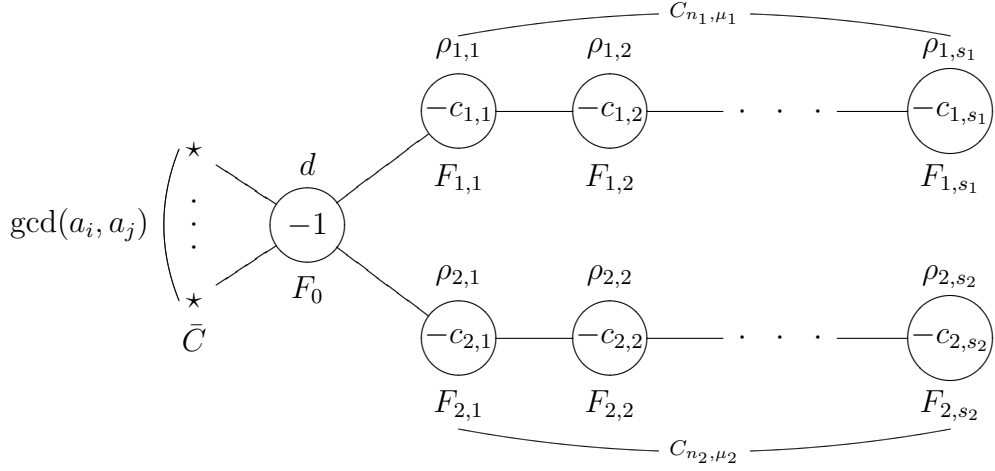 C_{n_1,μ_1}
ρ_{1,1} ρ_{1,2} ρ_{1,s_1}
−c_{1,1} −c_{1,2} · · · −c_{1,s_1}
F_{1,1} F_{1,2} F_{1,s_1}
⋆
d
gcd(a_i, a_j) −1
F_0
⋆
C̄
ρ_{2,1} ρ_{2,2} ρ_{2,s_2}
−c_{2,1} −c_{2,2} · · · −c_{2,s_2}
F_{2,1} F_{2,2} F_{2,s_2}
C_{n_2,μ_2}